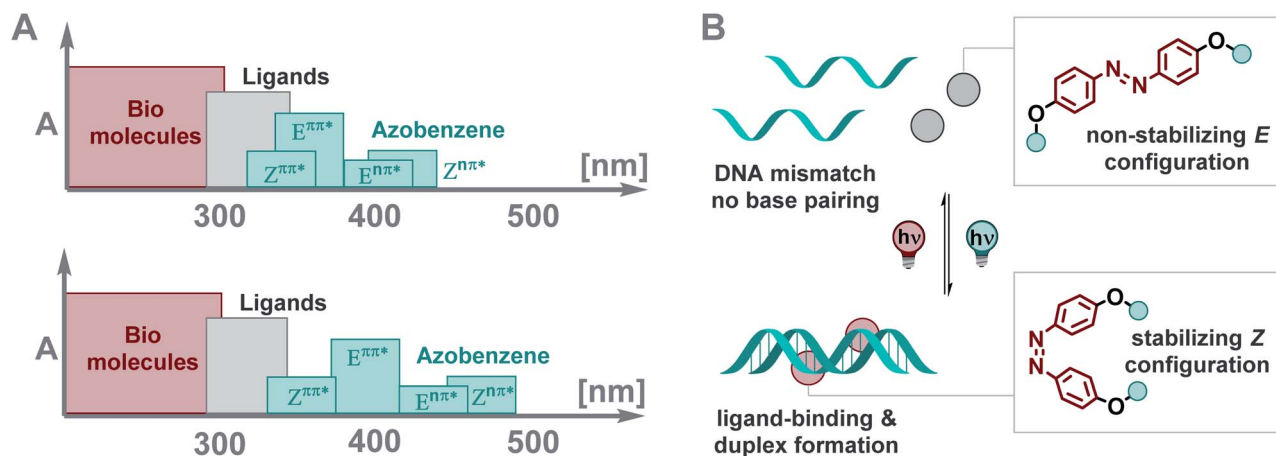 A
A
Bio
molecules
Ligands
Eππ*
Zππ*
Azobenzene
Enπ*
Znπ*
[nm]
300
400
500
A
Bio
molecules
Ligands
Eππ*
Zππ*
Azobenzene
Enπ*
Znπ*
[nm]
300
400
500
B
DNA mismatch
no base pairing
O
N
N
O
non-stabilizing E
configuration
hν
hν
ligand-binding &
duplex formation
O
N
N
O
stabilizing Z
configuration